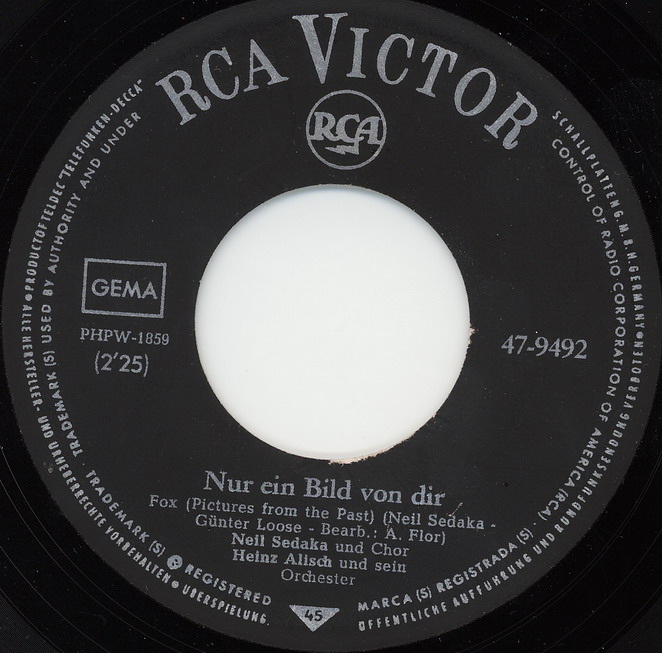 RCA VICTOR
RCA
GEMA
PHPW-1859
(2'25)
47-9492
Nur ein Bild von dir
Fox (Pictures from the Past) (Neil Sedaka -
Günter Loose - Bearb.: A. Flor)
Neil Sedaka und Chor
Heinz Alisch und sein
Orchester
45
ALLE HERSTELLER- UND URHEBERRECHTE VORBEHALTEN ● ÜBERSPIELUNG,
ÖFFENTLICHE AUFFÜHRUNG UND RUNDFUNKSENDUNG VERBOTEN ●
PRODUCT OF TELDEC "TELEFUNKEN-DECCA"
SCHALLPLATTEN G.M.B.H. GERMANY ●
TRADEMARK (S) USED BY AUTHORITY AND UNDER
CONTROL OF RADIO CORPORATION OF AMERICA (RCA)
TRADEMARK (S) ® REGISTERED
MARCA (S) REGISTRADA (S) ·